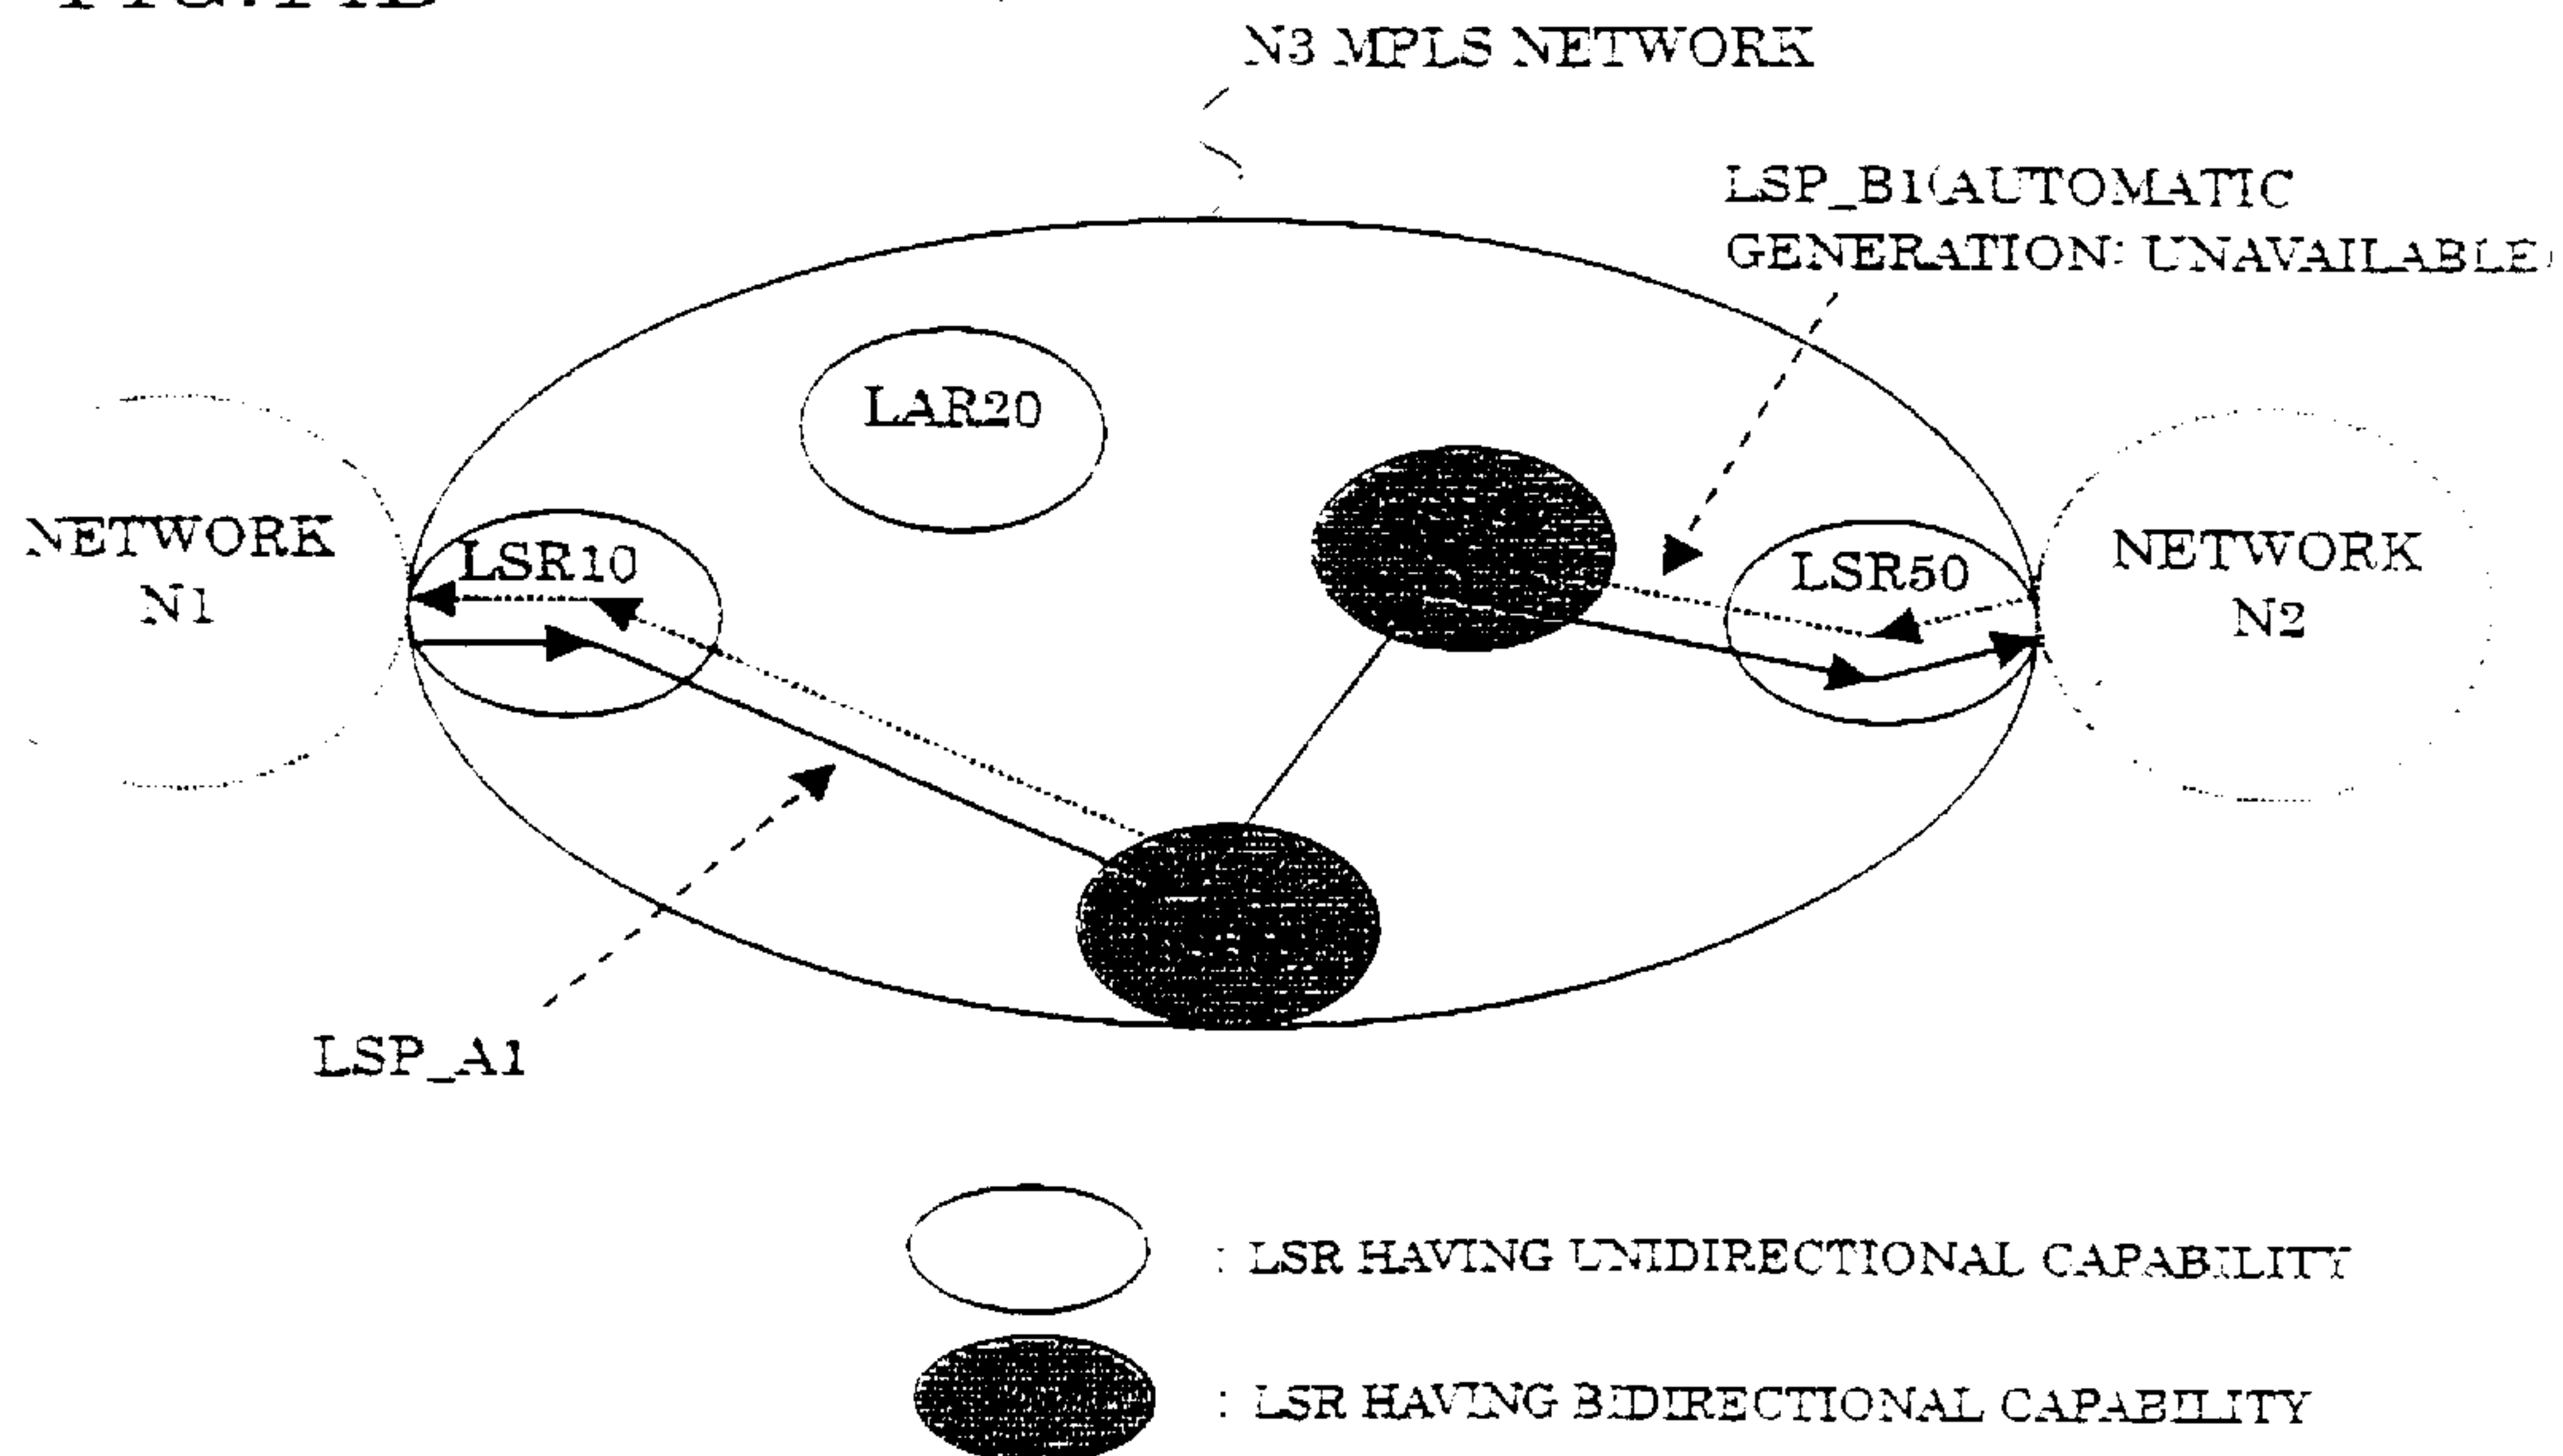 N3 MPLS NETWORK
LSP_B1(AUTOMATIC
GENERATION: UNAVAILABLE)
LAR20
NETWORK
N1
LSR10
LSR50
NETWORK
N2
LSP_A1
: LSR HAVING UNIDIRECTIONAL CAPABILITY
: LSR HAVING BIDIRECTIONAL CAPABILITY